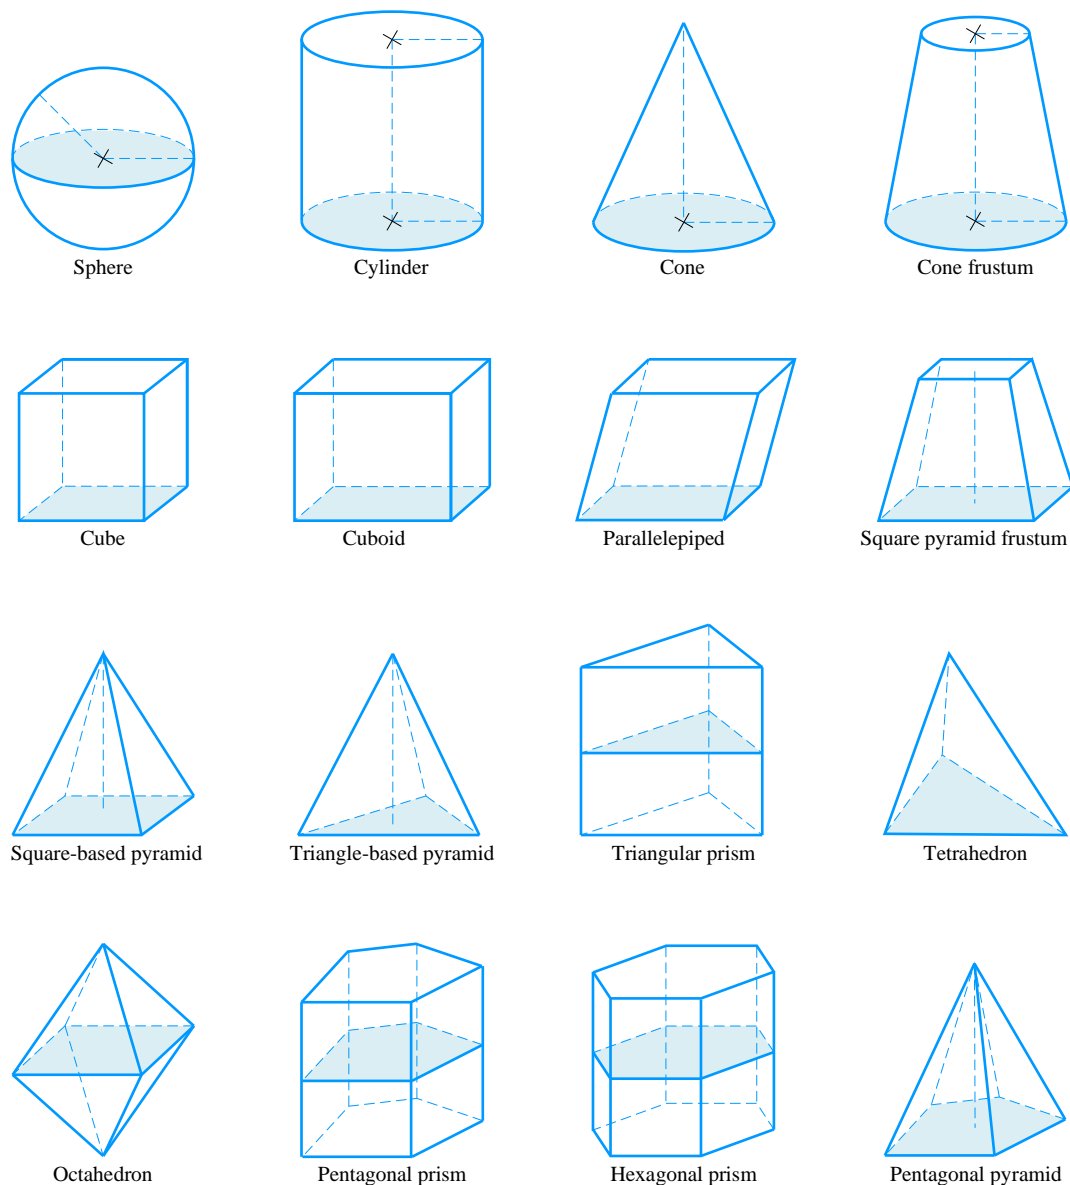 Sphere
Cylinder
Cone
Cone frustum
Cube
Cuboid
Parallelepiped
Square pyramid frustum
Square-based pyramid
Triangle-based pyramid
Triangular prism
Tetrahedron
Octahedron
Pentagonal prism
Hexagonal prism
Pentagonal pyramid